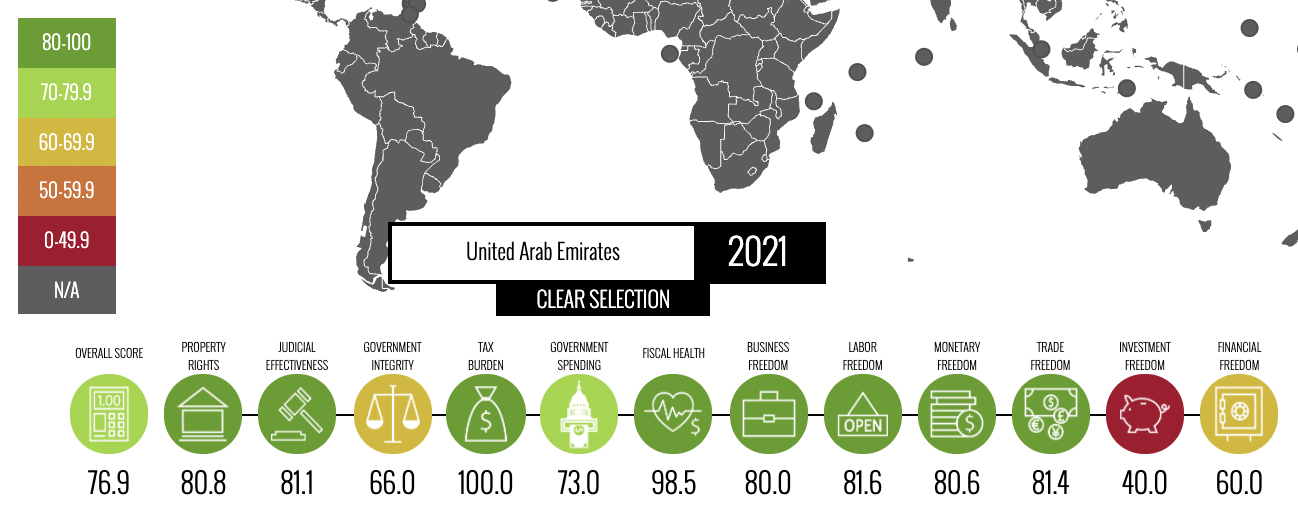 80-100
70-79.9
60-69.9
50-59.9
0-49.9
N/A
United Arab Emirates
2021
CLEAR SELECTION
OVERALL SCORE
PROPERTY
RIGHTS
JUDICIAL
EFFECTIVENESS
GOVERNMENT
INTEGRITY
TAX
BURDEN
GOVERNMENT
SPENDING
FISCAL HEALTH
BUSINESS
FREEDOM
LABOR
FREEDOM
MONETARY
FREEDOM
TRADE
FREEDOM
INVESTMENT
FREEDOM
FINANCIAL
FREEDOM
1.00
$
$
$
OPEN
$
$
€
£
¥
76.9
80.8
81.1
66.0
100.0
73.0
98.5
80.0
81.6
80.6
81.4
40.0
60.0